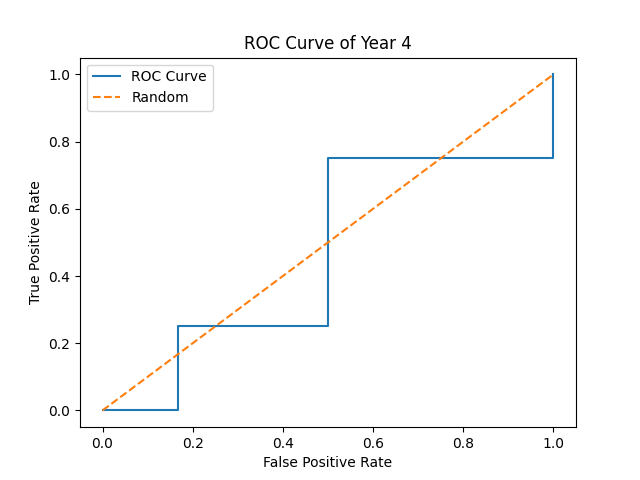 ROC Curve of Year 4
ROC Curve
Random
True Positive Rate
1.0
0.8
0.6
0.4
0.2
0.0
0.0 0.2 0.4 0.6 0.8 1.0
False Positive Rate